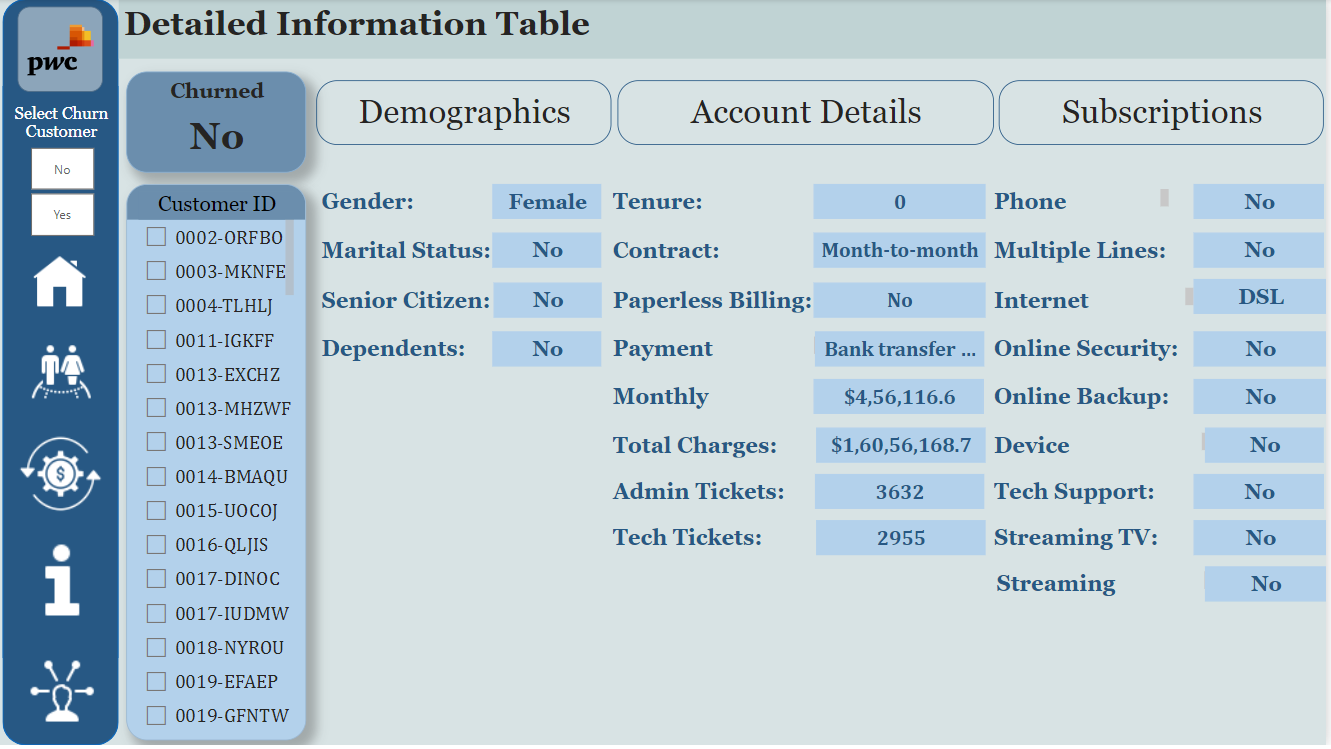 Detailed Information Table
pwc
Select Churn
Customer
No
Yes
Churned
No
Customer ID
0002-ORFBO
0003-MKNFE
0004-TLHLJ
0011-IGKFF
0013-EXCHZ
0013-MHZWF
0013-SMEOE
0014-BMAQU
0015-UOCOJ
0016-QLJIS
0017-DINOC
0017-IUDMW
0018-NYROU
0019-EFAEP
0019-GFNTW
Demographics
Gender: Female
Marital Status: No
Senior Citizen: No
Dependents: No
Account Details
Tenure: 0
Contract: Month-to-month
Paperless Billing: No
Payment Bank transfer ...
Monthly $4,56,116.6
Total Charges: $1,60,56,168.7
Admin Tickets: 3632
Tech Tickets: 2955
Subscriptions
Phone No
Multiple Lines: No
Internet DSL
Online Security: No
Online Backup: No
Device No
Tech Support: No
Streaming TV: No
Streaming No